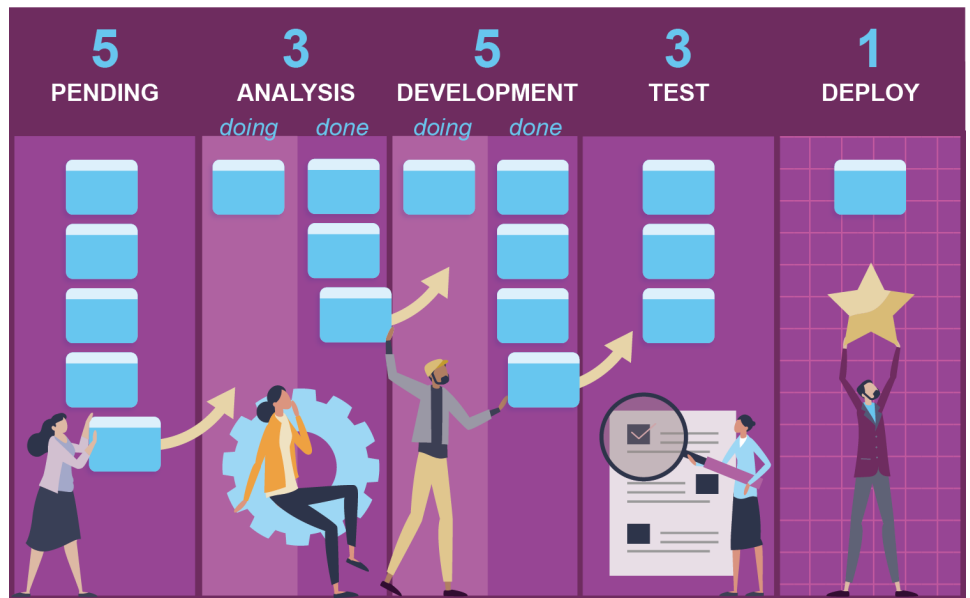 5 3 5 3 1
PENDING ANALYSIS DEVELOPMENT TEST DEPLOY
doing done doing done